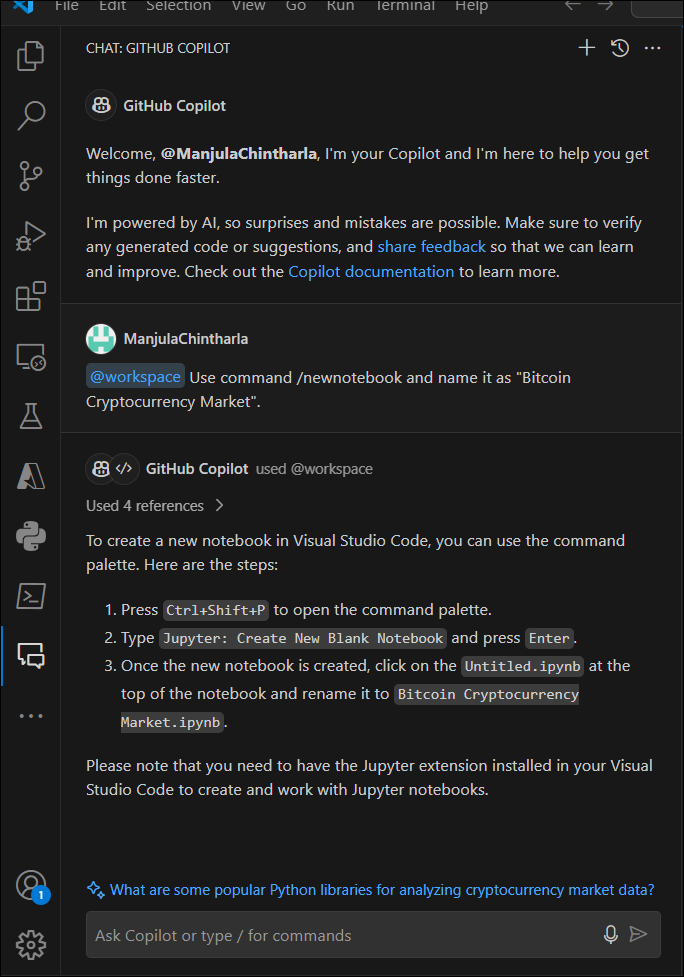 File Edit Selection View Go Run Terminal Help
CHAT: GITHUB COPILOT
GitHub Copilot
Welcome, @ManjulaChintharla, I'm your Copilot and I'm here to help you get
things done faster.
I'm powered by AI, so surprises and mistakes are possible. Make sure to verify
any generated code or suggestions, and share feedback so that we can learn
and improve. Check out the Copilot documentation to learn more.
ManjulaChintharla
@workspace Use command /newnotebook and name it as "Bitcoin
Cryptocurrency Market".
GitHub Copilot used @workspace
Used 4 references
To create a new notebook in Visual Studio Code, you can use the command
palette. Here are the steps:
1. Press Ctrl+Shift+P to open the command palette.
2. Type Jupyter: Create New Blank Notebook and press Enter.
3. Once the new notebook is created, click on the Untitled.ipynb at the
top of the notebook and rename it to Bitcoin Cryptocurrency
Market.ipynb.
Please note that you need to have the Jupyter extension installed in your Visual
Studio Code to create and work with Jupyter notebooks.
1
What are some popular Python libraries for analyzing cryptocurrency market data?
Ask Copilot or type / for commands